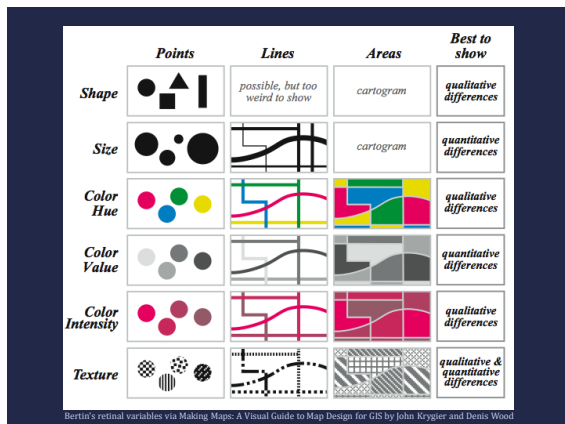 Points
Lines
Areas
Best to
show
Shape
possible, but too
weird to show
cartogram
qualitative
differences
Size
cartogram
quantitative
differences
Color
Hue
qualitative
differences
Color
Value
quantitative
differences
Color
Intensity
qualitative
differences
Texture
qualitative &
quantitative
differences
Bertin's retinal variables via Making Maps: A Visual Guide to Map Design for GIS by John Krygier and Denis Wood